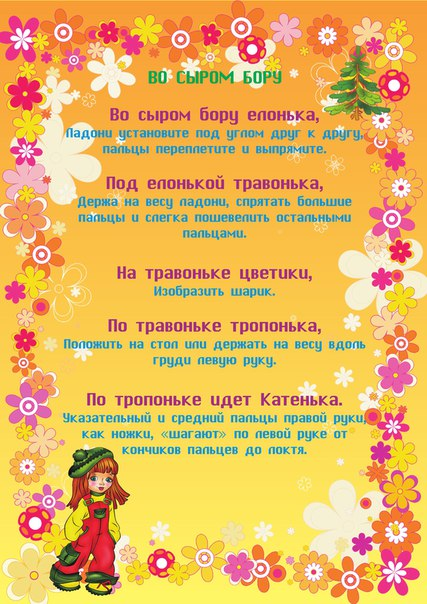 ВО СЫРОМ БОРУ
Во сыром бору елонька,
Ладони установите под углом друг к другу,
пальцы переплетите и выпрямите.
Под елонькой травонька,
Держа на весу ладони, спрятать большие
пальцы и слегка пошевелить остальными
пальцами.
На травоньке цветики,
Изобразить шарик.
По травоньке тропонька,
Положить на стол или держать на весу вдоль
груди левую руку.
По тропоньке идет Катенька.
Указательный и средний пальцы правой руки,
как ножки, «шагают» по левой руке от
кончиков пальцев до локтя.